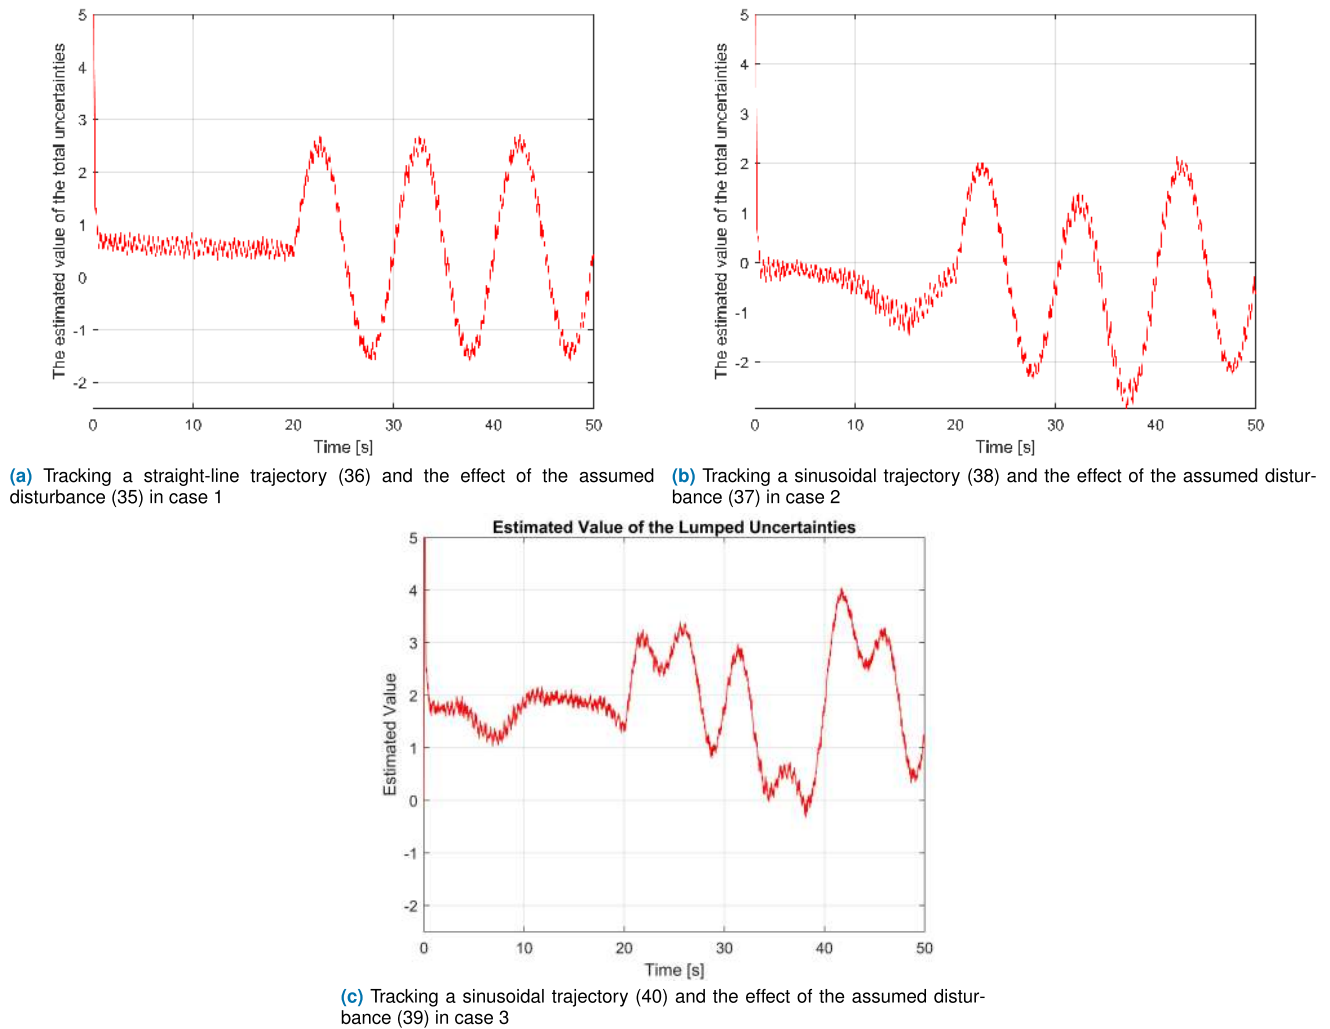 The estimated value of the total uncertainties
5
4
3
2
1
0
-1
-2
0 10 20 30 40 50
Time [s]
(a) Tracking a straight-line trajectory (36) and the effect of the assumed
disturbance (35) in case 1
The estimated value of the total uncertainties
5
4
3
2
1
0
-1
-2
0 10 20 30 40 50
Time [s]
(b) Tracking a sinusoidal trajectory (38) and the effect of the assumed distur-
bance (37) in case 2
Estimated Value of the Lumped Uncertainties
Estimated Value
5
4
3
2
1
0
-1
-2
0 10 20 30 40 50
Time [s]
(c) Tracking a sinusoidal trajectory (40) and the effect of the assumed distur-
bance (39) in case 3